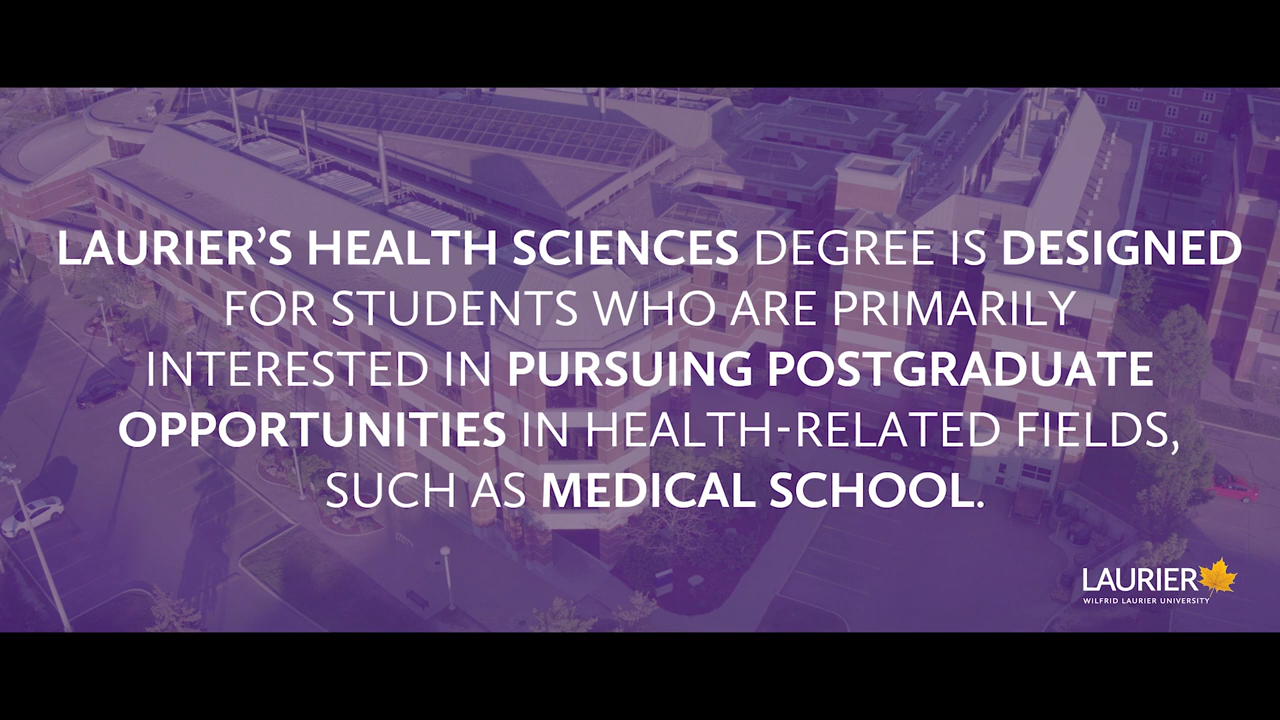 LAURIER’S HEALTH SCIENCES DEGREE IS DESIGNED
FOR STUDENTS WHO ARE PRIMARILY
INTERESTED IN PURSUING POSTGRADUATE
OPPORTUNITIES IN HEALTH-RELATED FIELDS,
SUCH AS MEDICAL SCHOOL.
LAURIER
WILFRID LAURIER UNIVERSITY